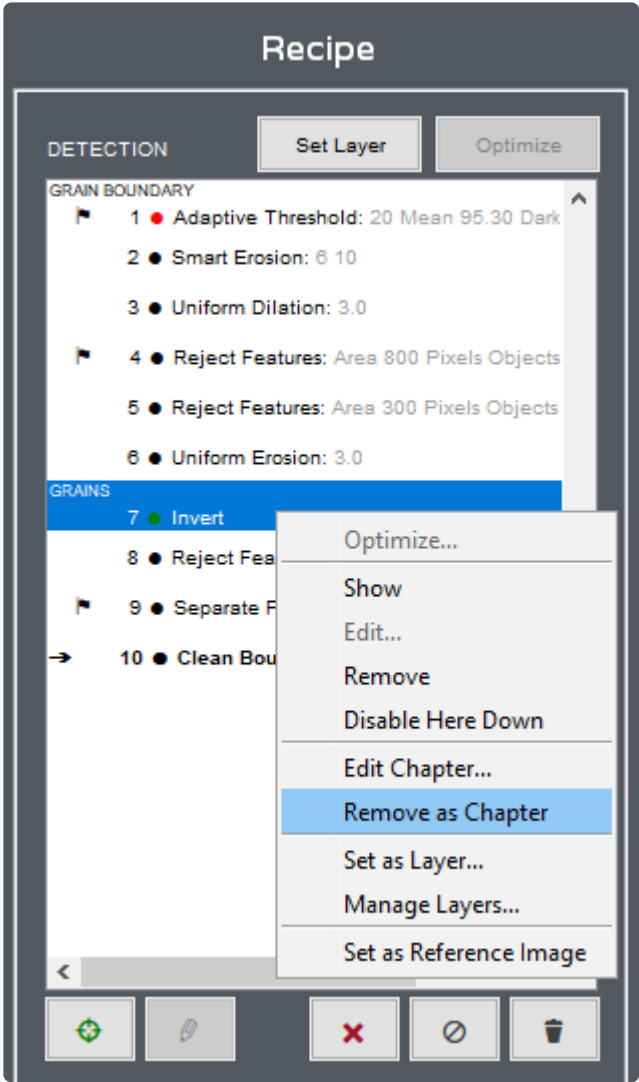 Recipe
DETECTION
Set Layer
Optimize
GRAIN BOUNDARY
1 Adaptive Threshold: 20 Mean 95.30 Dark
2 Smart Erosion: 6 10
3 Uniform Dilation: 3.0
4 Reject Features: Area 800 Pixels Objects
5 Reject Features: Area 300 Pixels Objects
6 Uniform Erosion: 3.0
GRAINS
7 Invert
8 Reject Fea
9 Separate F
10 Clean Bou
Optimize...
Show
Edit...
Remove
Disable Here Down
Edit Chapter...
Remove as Chapter
Set as Layer...
Manage Layers...
Set as Reference Image